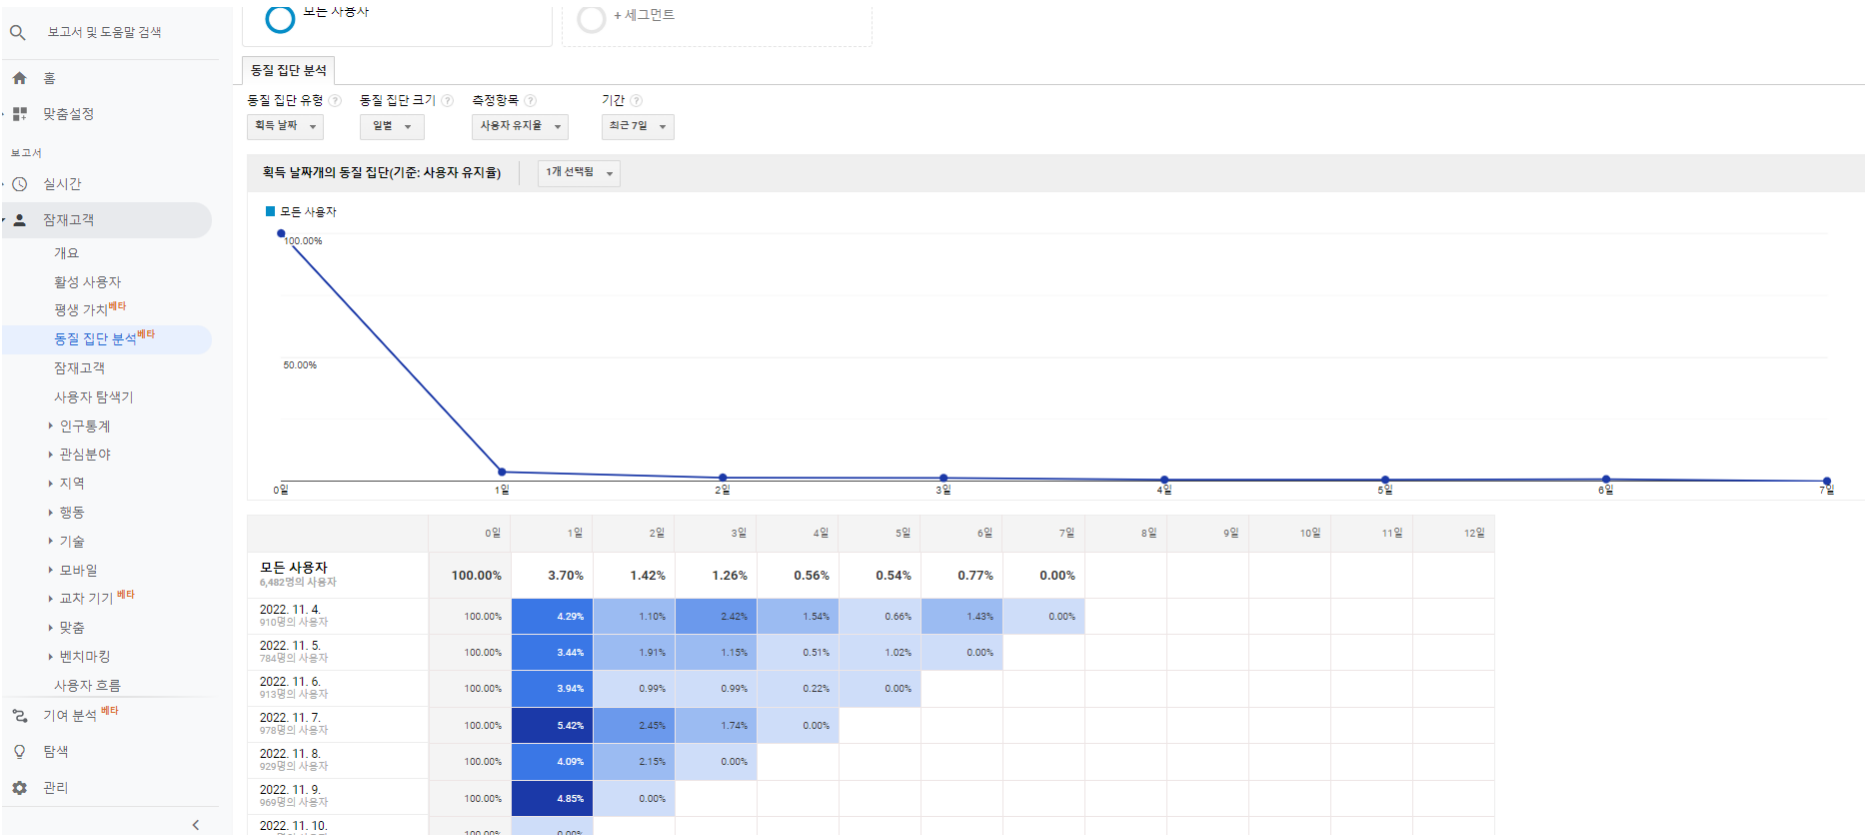 모든 사용자
+ 세그먼트
보고서 및 도움말 검색
홈
맞춤설정
보고서
실시간
잠재고객
개요
활성 사용자
평생 가치 베타
동질 집단 분석 베타
잠재고객
사용자 탐색기
인구통계
관심분야
지역
행동
기술
모바일
교차 기기 베타
맞춤
벤치마킹
사용자 흐름
기여 분석 베타
탐색
관리
동질 집단 분석
동질 집단 유형 동질 집단 크기 측정항목 기간
획득 날짜 일별 사용자 유지율 최근 7일
획득 날짜개의 동질 집단(기준: 사용자 유지율) 1개 선택됨
모든 사용자
100.00%
50.00%
0일 1일 2일 3일 4일 5일 6일 7일
0일 1일 2일 3일 4일 5일 6일 7일 8일 9일 10일 11일 12일
모든 사용자
6,482명의 사용자
100.00% 3.70% 1.42% 1.26% 0.56% 0.54% 0.77% 0.00%
2022. 11. 4.
910명의 사용자
100.00% 4.29% 1.10% 2.42% 1.54% 0.66% 1.43% 0.00%
2022. 11. 5.
784명의 사용자
100.00% 3.44% 1.91% 1.15% 0.51% 1.02% 0.00%
2022. 11. 6.
913명의 사용자
100.00% 3.94% 0.99% 0.99% 0.22% 0.00%
2022. 11. 7.
978명의 사용자
100.00% 5.42% 2.45% 1.74% 0.00%
2022. 11. 8.
929명의 사용자
100.00% 4.09% 2.15% 0.00%
2022. 11. 9.
969명의 사용자
100.00% 4.85% 0.00%
2022. 11. 10.
100.00% 0.00%